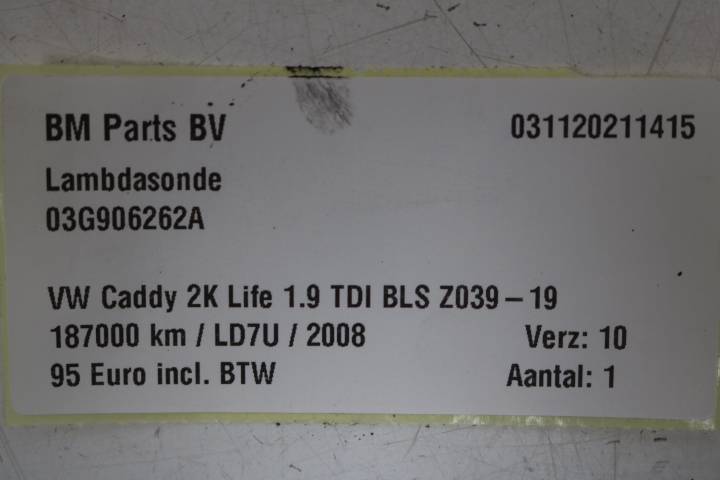 BM Parts BV 031120211415
Lambdasonde
03G906262A
VW Caddy 2K Life 1.9 TDI BLS Z039 – 19
187000 km / LD7U / 2008 Verz: 10
95 Euro incl. BTW Aantal: 1